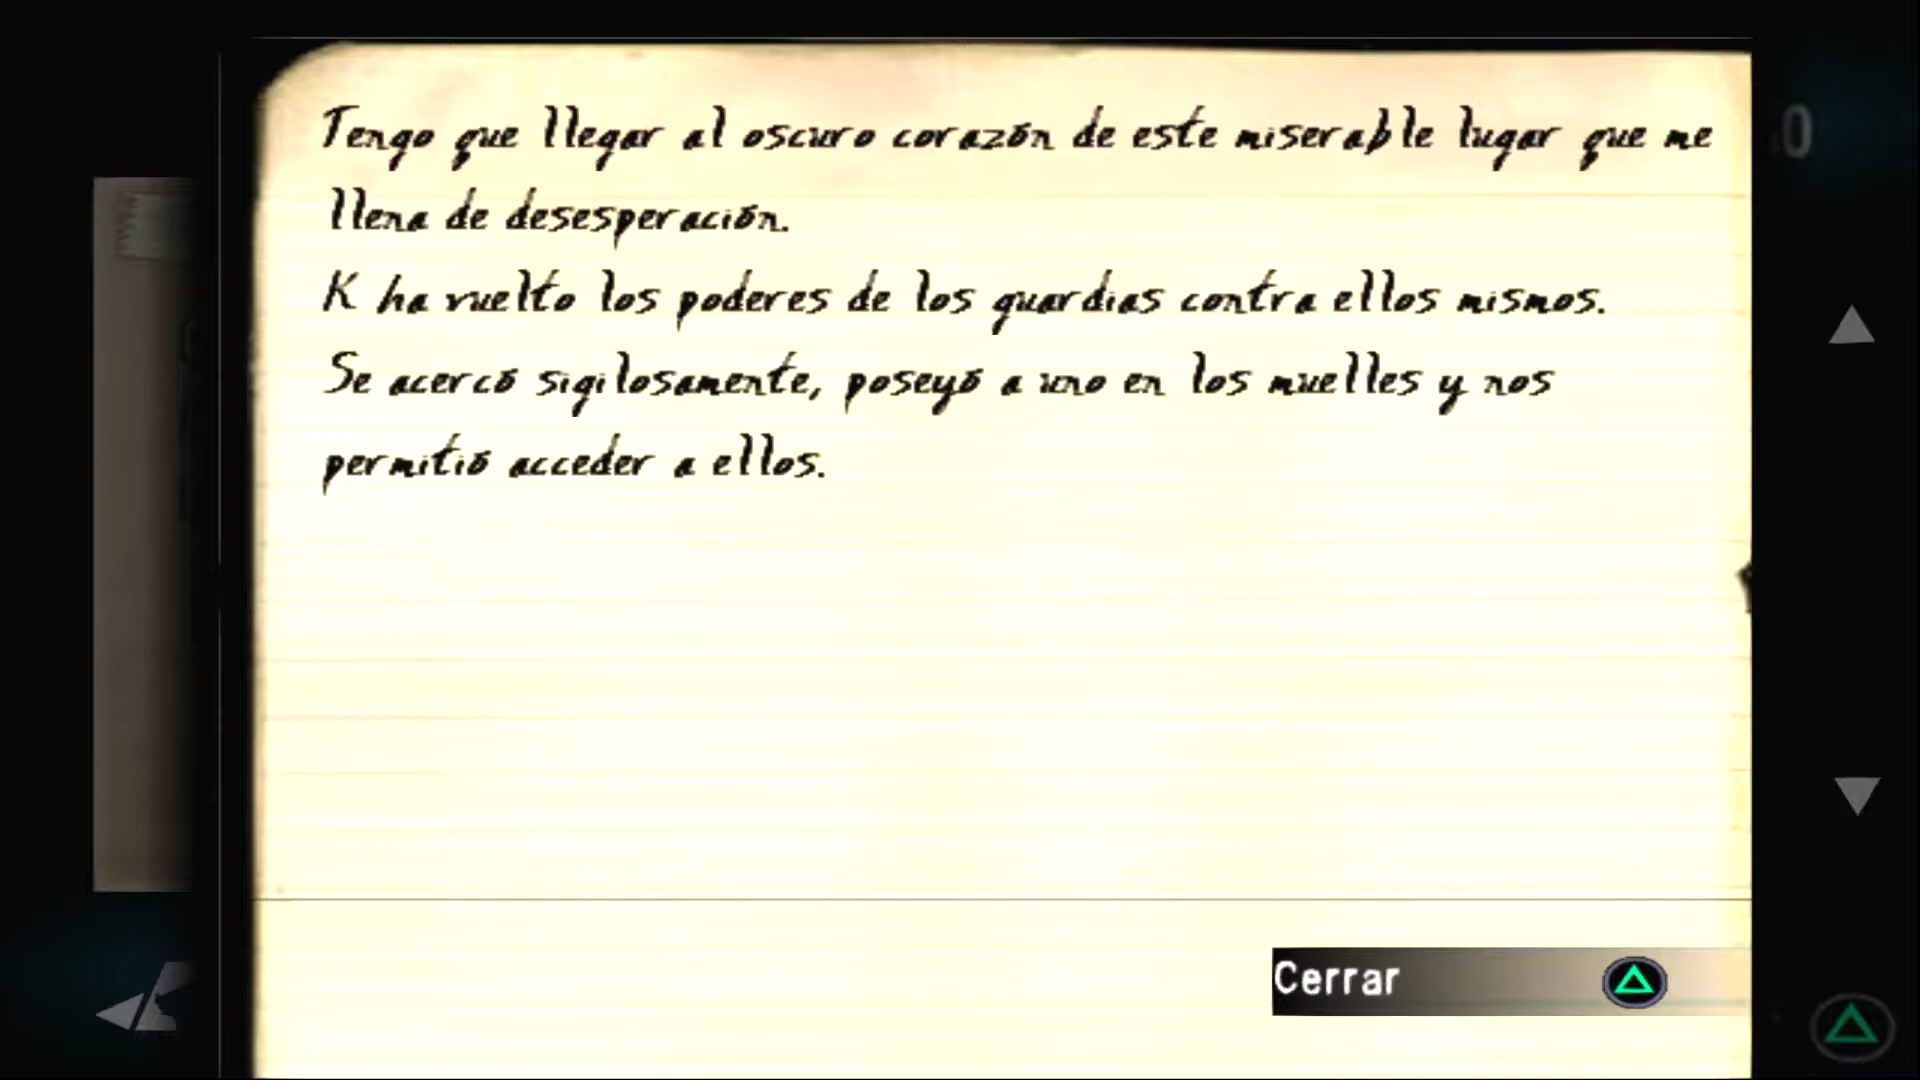 Tengo que llegar al oscuro corazón de este miserable lugar que me
llena de desesperación.
K ha vuelto los poderes de los guardias contra ellos mismos.
Se acercó sigilosamente, poseyó a uno en los muelles y nos
permitió acceder a ellos.
Cerrar